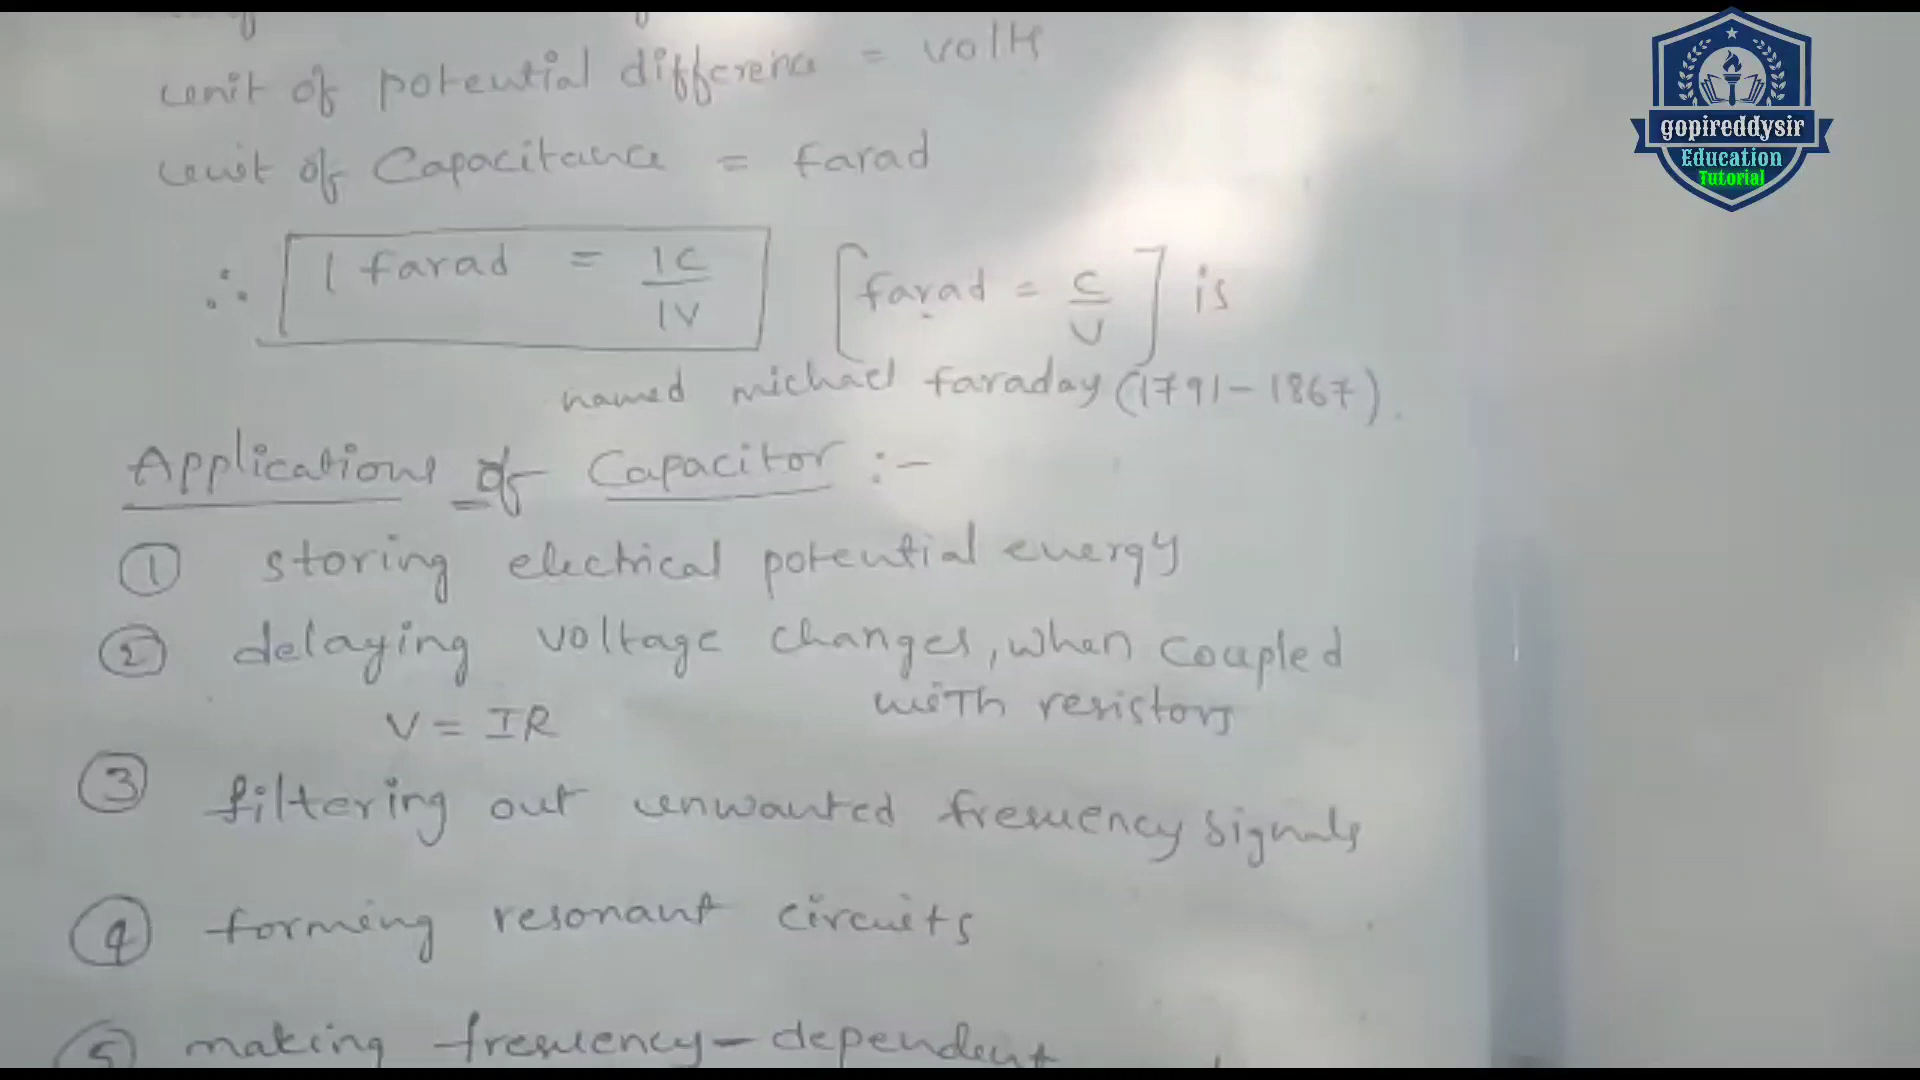 unit of potential difference = volt
unit of Capacitance = farad
∴ 1 farad = 1C/1V [farad = C/V] is
named michael faraday (1791-1867).
Applications of Capacitor :-
① storing electrical potential energy
② delaying voltage changes, when coupled
with resistors
V = IR
③ filtering out unwanted frequency signals
④ forming resonant circuits
⑤ making frequency-dependent
gopireddysir
Education
Tutorial